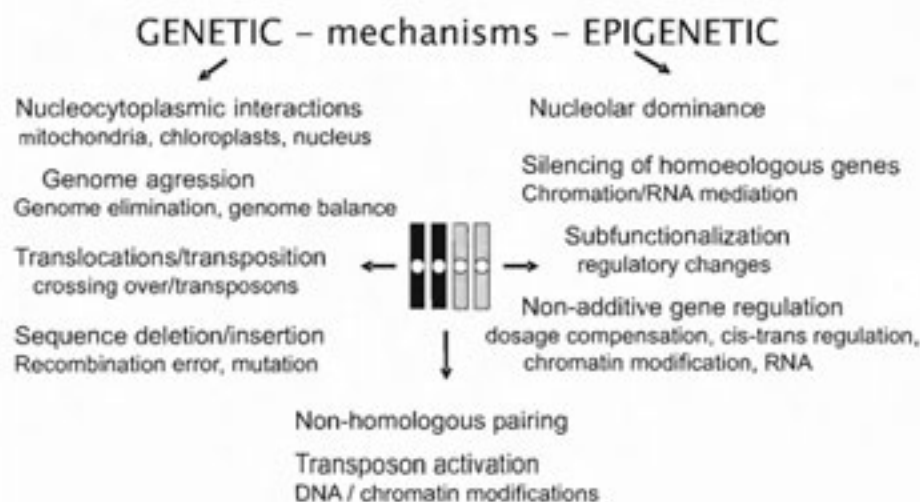 GENETIC – mechanisms – EPIGENETIC
Nucleocytoplasmic interactions
mitochondria, chloroplasts, nucleus
Genome agression
Genome elimination, genome balance
Translocations/transposition
crossing over/transposons
Sequence deletion/insertion
Recombination error, mutation
Nucleolar dominance
Silencing of homoeologous genes
Chromation/RNA mediation
Subfunctionalization
regulatory changes
Non-additive gene regulation
dosage compensation, cis-trans regulation,
chromatin modification, RNA
Non-homologous pairing
Transposon activation
DNA / chromatin modifications